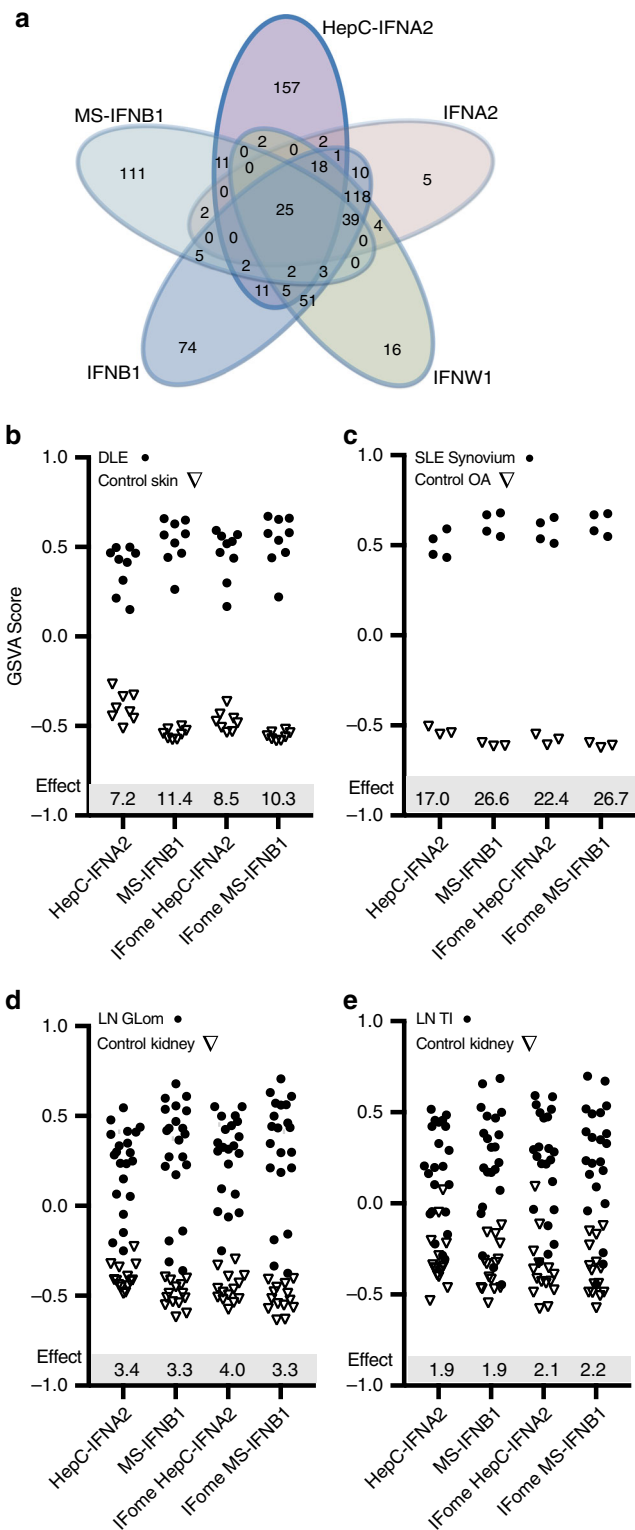 a
HepC-IFNA2
157
MS-IFNB1
IFNA2
111
5
2
2
0
0
1
11
0
18
10
0
118
25
39
2
4
0
0
0
5
0
2
2
3
11
5
51
74
16
IFNB1
IFNW1
b
1.0
DLE
Control skin
0.5
0.0
GSVA Score
−0.5
Effect
7.2 11.4 8.5 10.3
−1.0
HepC-IFNA2
MS-IFNB1
IFome HepC-IFNA2
IFome MS-IFNB1
c
1.0
SLE Synovium
Control OA
0.5
0.0
−0.5
Effect
17.0 26.6 22.4 26.7
−1.0
HepC-IFNA2
MS-IFNB1
IFome HepC-IFNA2
IFome MS-IFNB1
d
1.0
LN GLom
Control kidney
0.5
0.0
−0.5
Effect
3.4 3.3 4.0 3.3
−1.0
HepC-IFNA2
MS-IFNB1
IFome HepC-IFNA2
IFome MS-IFNB1
e
1.0
LN TI
Control kidney
0.5
0.0
−0.5
Effect
1.9 1.9 2.1 2.2
−1.0
HepC-IFNA2
MS-IFNB1
IFome HepC-IFNA2
IFome MS-IFNB1